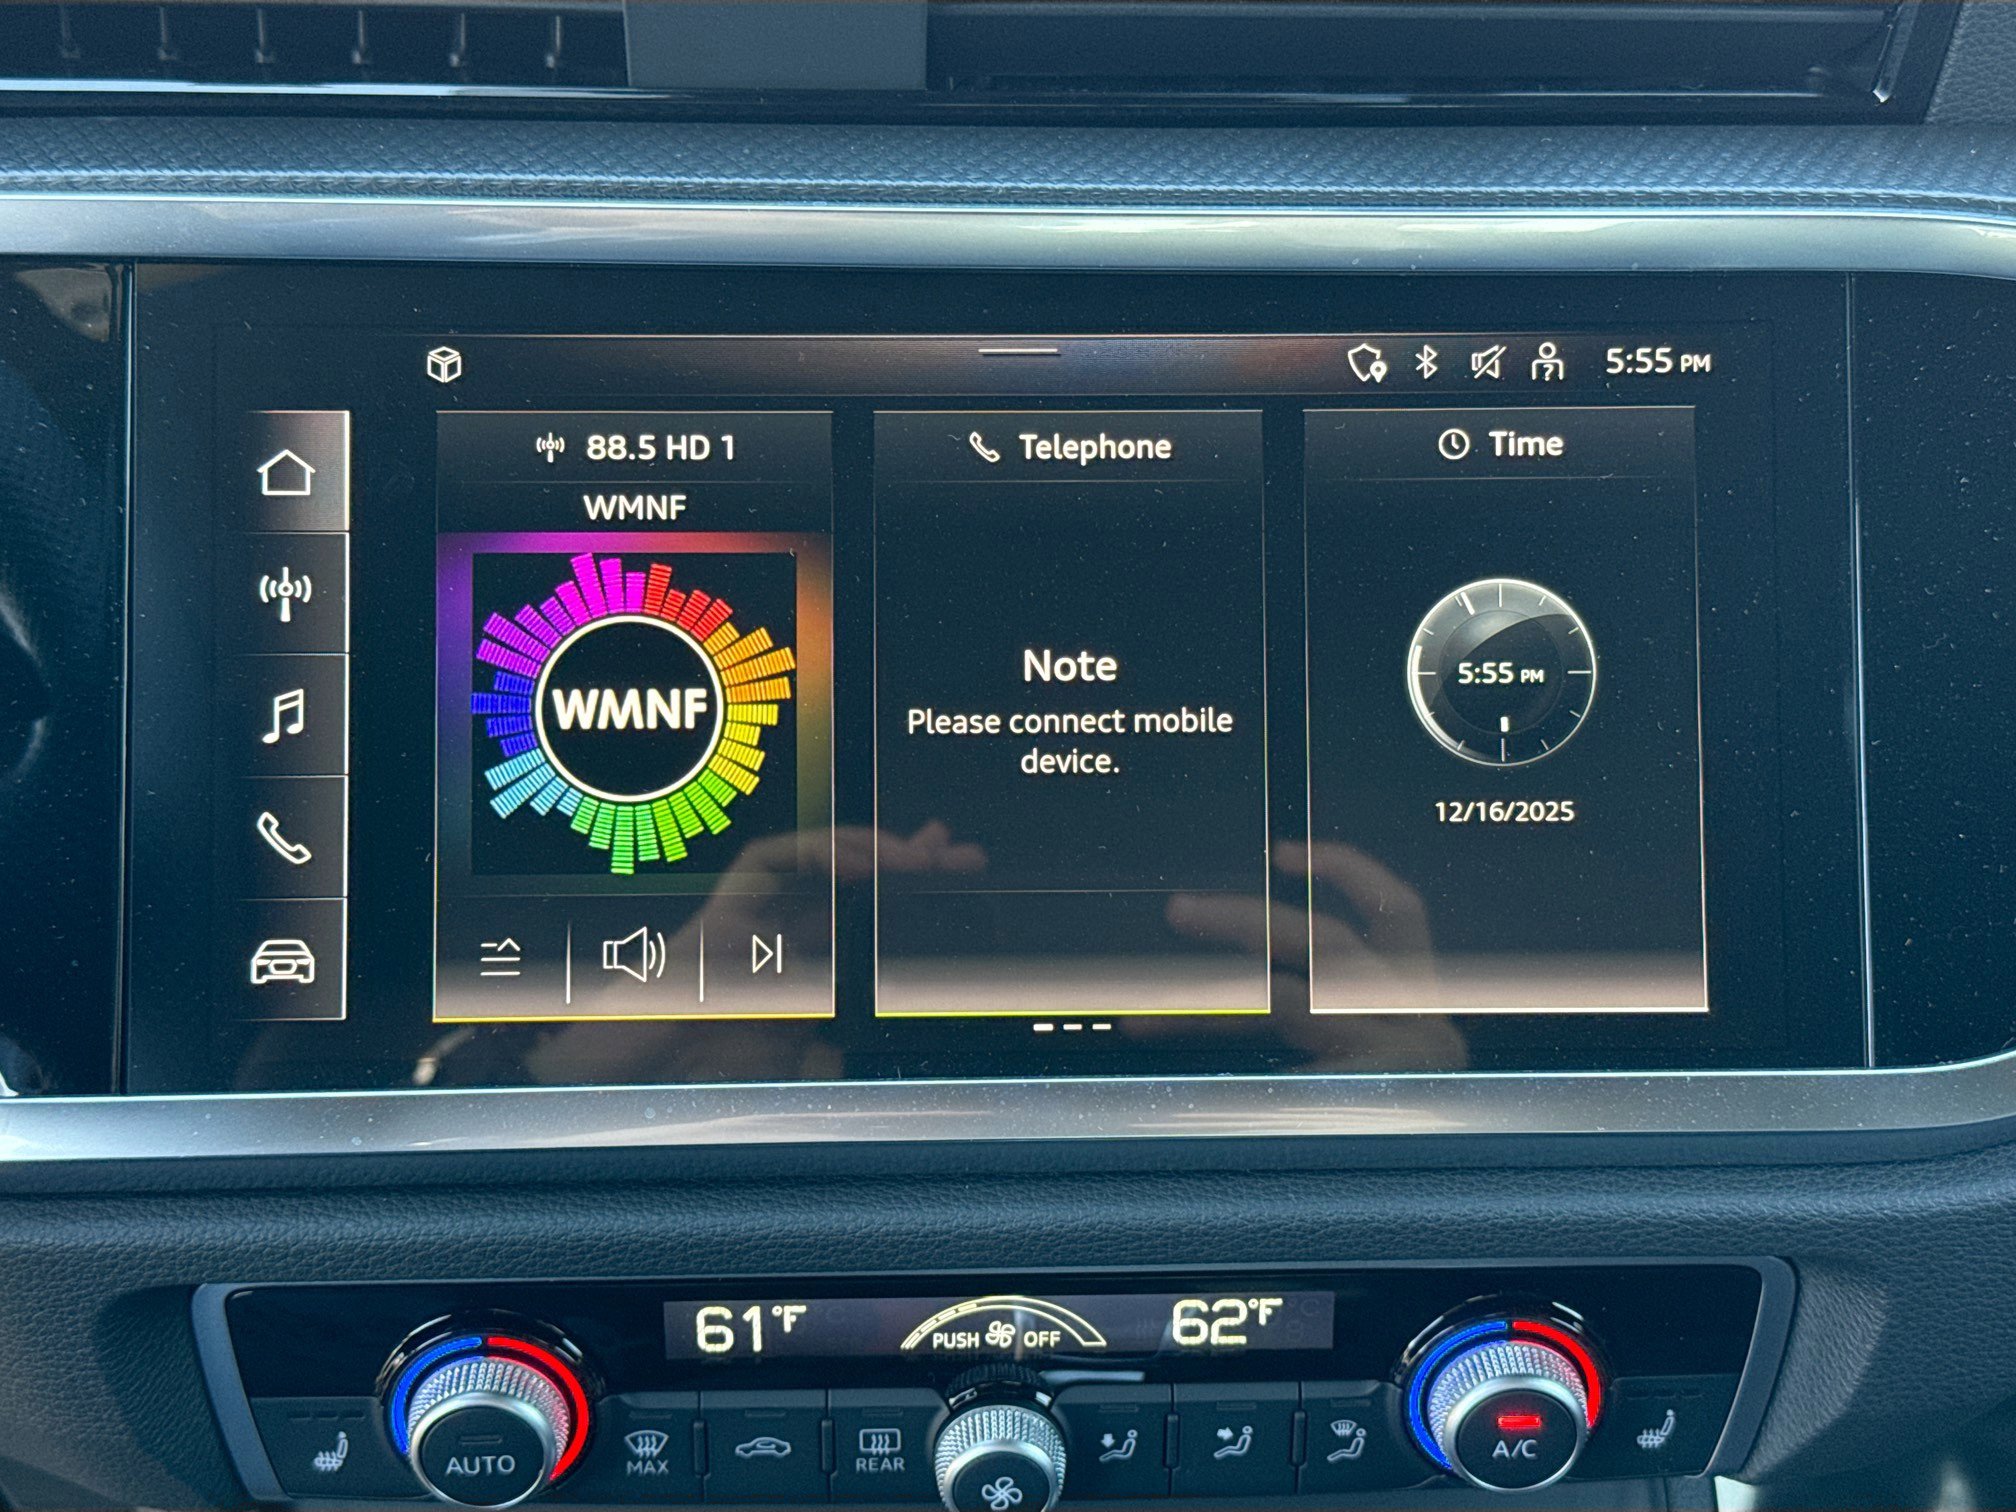 5:55 PM
88.5 HD 1
WMNF
WMNF
Telephone
Note
Please connect mobile
device.
Time
5:55 PM
12/16/2025
61°F
PUSH OFF
62°F
AUTO
MAX
REAR
A/C